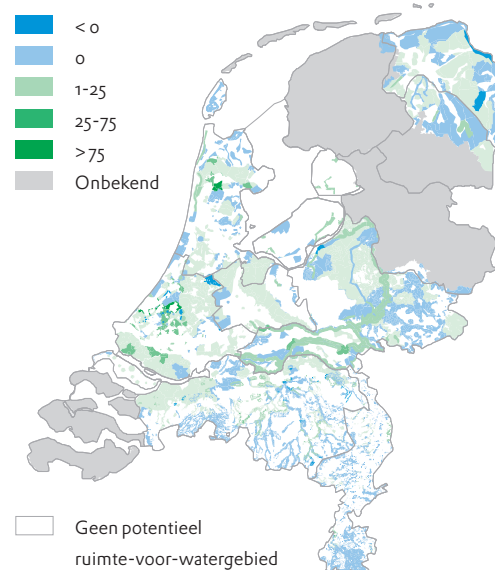 < 0
0
1-25
25-75
>75
Onbekend
Geen potentieel
ruimte-voor-watergebied